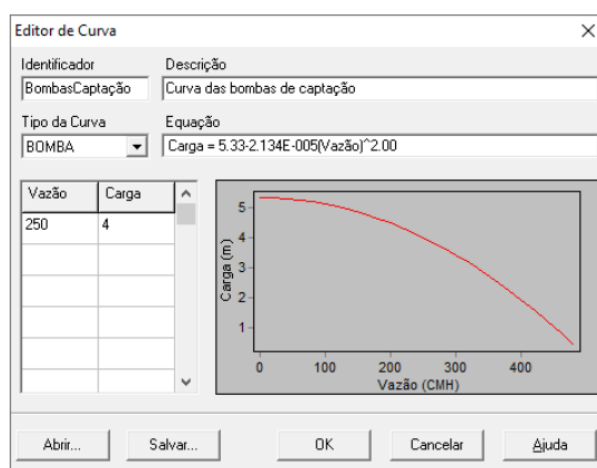 Editor de Curva
Identificador Descrição
BombasCaptação Curva das bombas de captação
Tipo da Curva Equação
BOMBA Carga = 5.33-2.134E-005(Vazão)^2.00
Vazão Carga
250 4
Carga (m)
5
4
3
2
1
0 100 200 300 400
Vazão (CMH)
Abrir... Salvar... OK Cancelar Ajuda